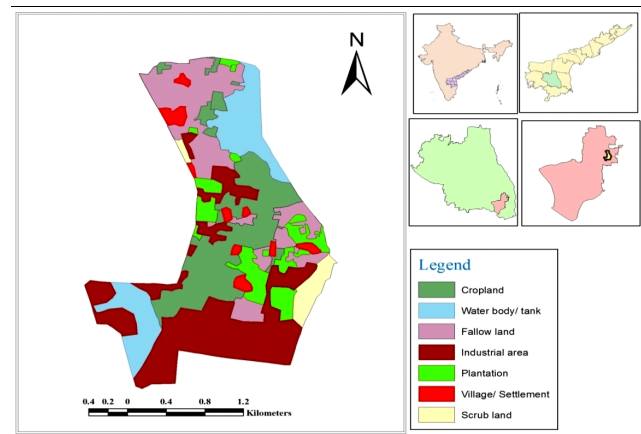 N
Legend
Cropland
Water body/ tank
Fallow land
Industrial area
Plantation
Village/ Settlement
Scrub land
0.4 0.2 0 0.4 0.8 1.2
Kilometers